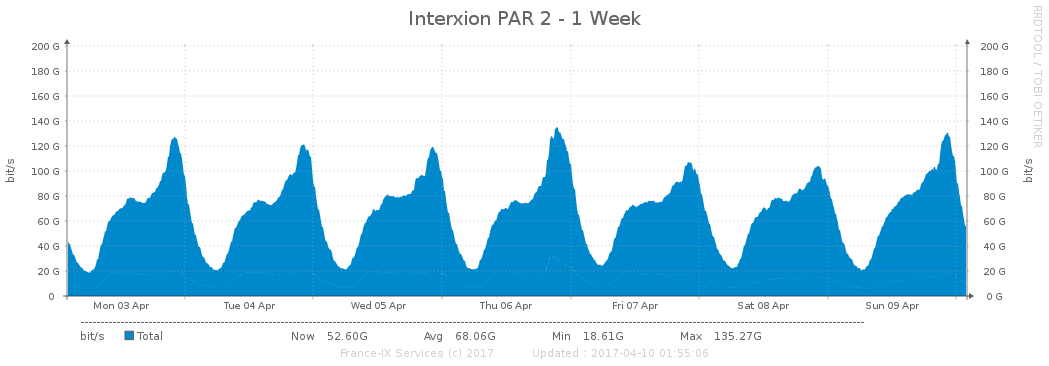 Interxion PAR 2 - 1 Week
RRDTOOL / TOBI OETIKER
bit/s
200 G 200 G
180 G 180 G
160 G 160 G
140 G 140 G
120 G 120 G
100 G 100 G
80 G 80 G
60 G 60 G
40 G 40 G
20 G 20 G
0 0 G
bit/s
Mon 03 Apr Tue 04 Apr Wed 05 Apr Thu 06 Apr Fri 07 Apr Sat 08 Apr Sun 09 Apr
bit/s Total Now 52.60G Avg 68.06G Min 18.61G Max 135.27G
France-IX Services (c) 2017 Updated : 2017-04-10 01:55:06